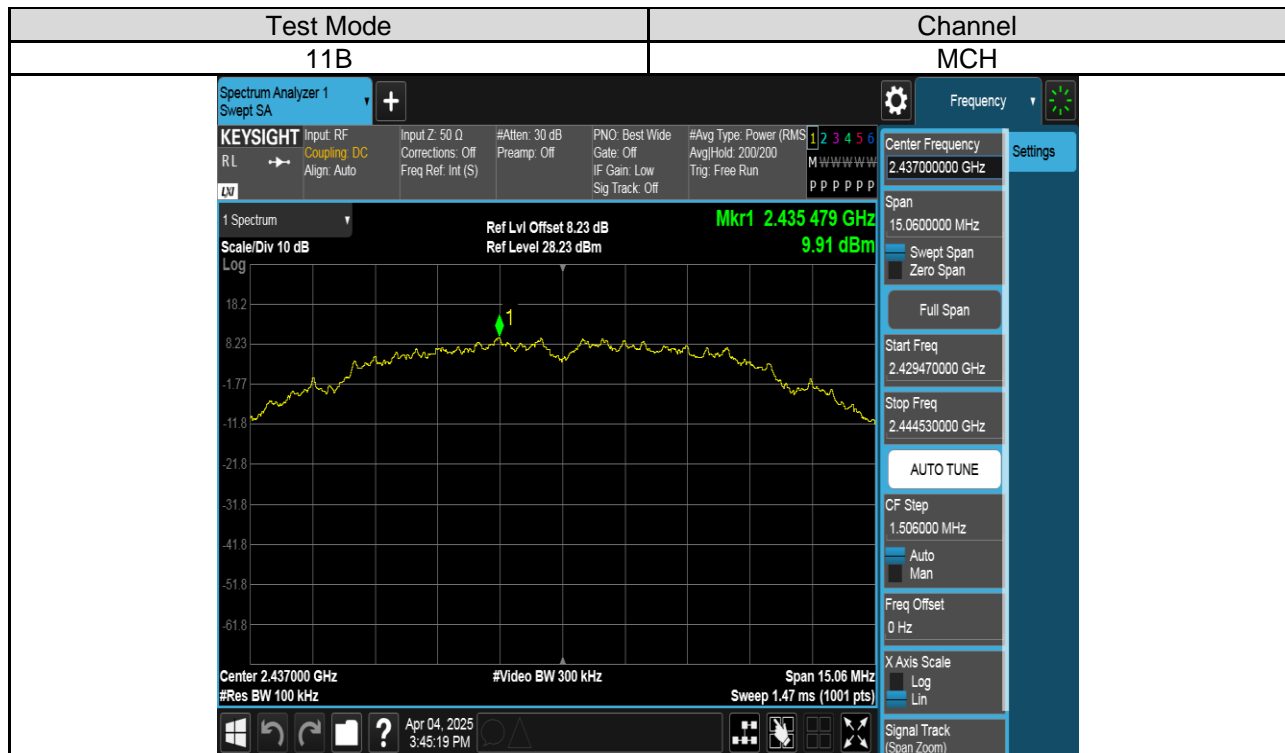 Test Mode
Channel
11B
MCH
Spectrum Analyzer 1
Swept SA
+
Frequency
KEYSIGHT
RL
LXI
Input: RF
Coupling: DC
Align: Auto
Input Z: 50 Ω
Corrections: Off
Freq Ref: Int (S)
#Atten: 30 dB
Preamp: Off
PNO: Best Wide
Gate: Off
IF Gain: Low
Sig Track: Off
#Avg Type: Power (RMS
Avg|Hold: 200/200
Trig: Free Run
1 2 3 4 5 6
M W W W W W
P P P P P P
1 Spectrum
Scale/Div 10 dB
Ref Lvl Offset 8.23 dB
Ref Level 28.23 dBm
Mkr1 2.435 479 GHz
9.91 dBm
Log
18.2
8.23
-1.77
-11.8
-21.8
-31.8
-41.8
-51.8
-61.8
1
Center 2.437000 GHz
#Res BW 100 kHz
#Video BW 300 kHz
Span 15.06 MHz
Sweep 1.47 ms (1001 pts)
?
Apr 04, 2025
3:45:19 PM
Center Frequency
2.437000000 GHz
Settings
Span
15.0600000 MHz
Swept Span
Zero Span
Full Span
Start Freq
2.429470000 GHz
Stop Freq
2.444530000 GHz
AUTO TUNE
CF Step
1.506000 MHz
Auto
Man
Freq Offset
0 Hz
X Axis Scale
Log
Lin
Signal Track
(Span Zoom)